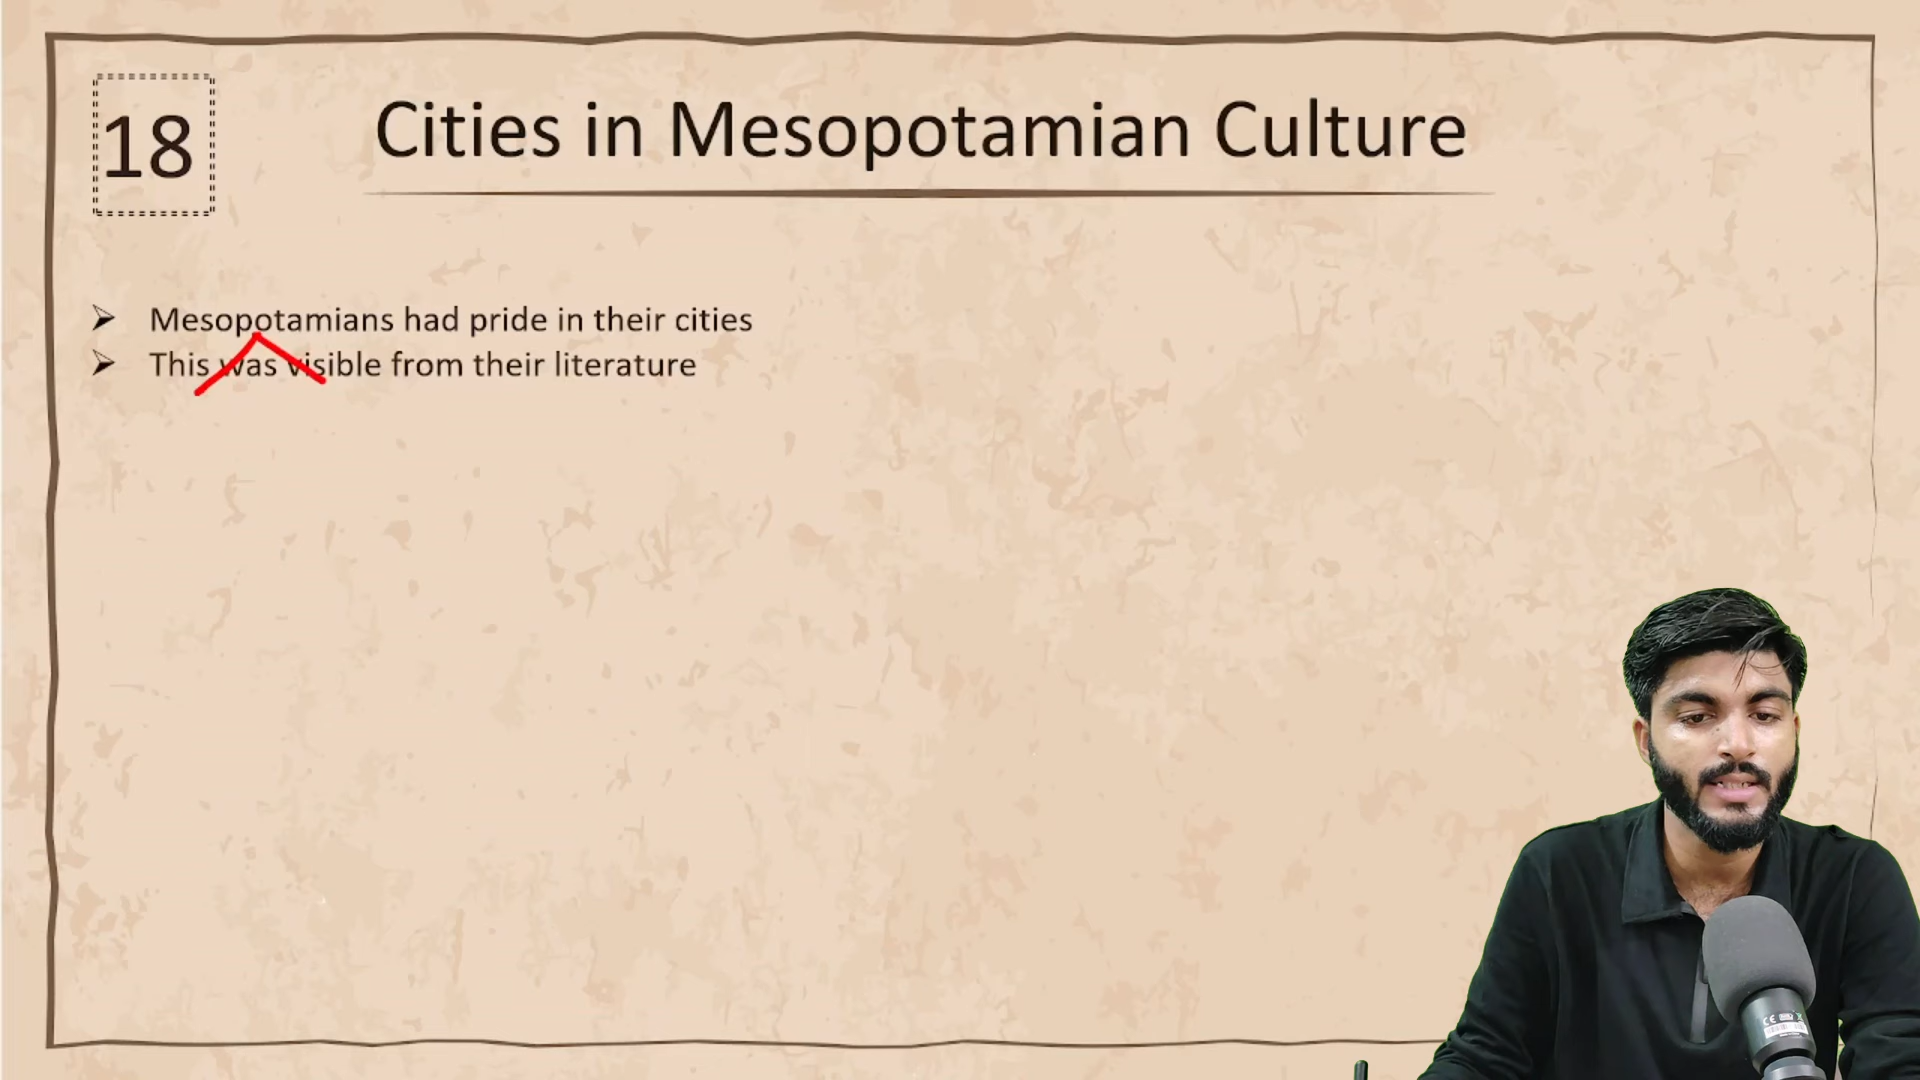 18
Cities in Mesopotamian Culture
Mesopotamians had pride in their cities
This was visible from their literature